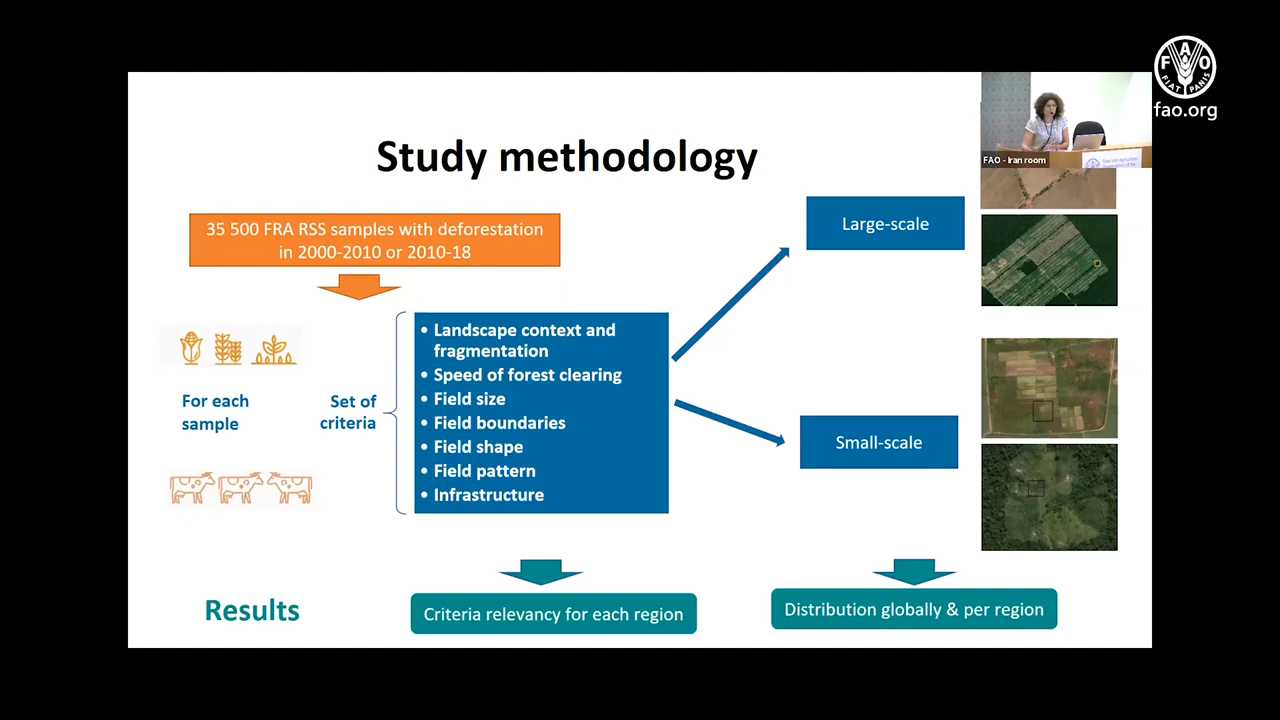 FAO
FIAT PANIS
fao.org
FAO - Iran room
Study methodology
35 500 FRA RSS samples with deforestation
in 2000-2010 or 2010-18
Large-scale
For each
sample
Set of
criteria
• Landscape context and
fragmentation
• Speed of forest clearing
• Field size
• Field boundaries
• Field shape
• Field pattern
• Infrastructure
Small-scale
Results
Criteria relevancy for each region
Distribution globally & per region